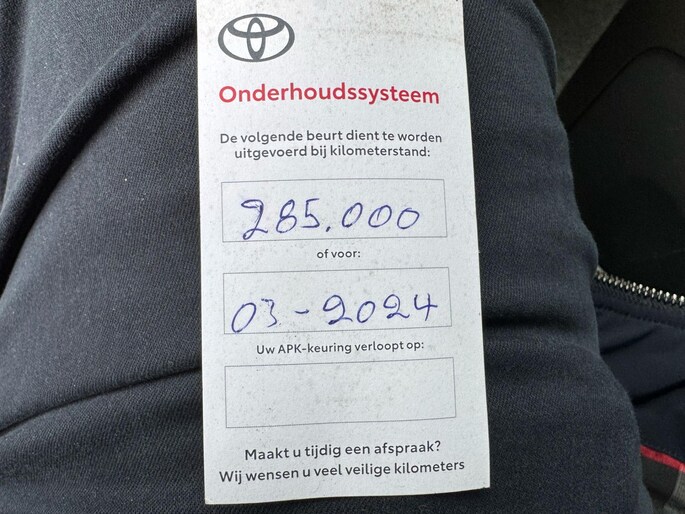 Onderhoudssysteem
De volgende beurt dient te worden
uitgevoerd bij kilometerstand:
285.000
of voor:
03-2024
Uw APK-keuring verloopt op:
Maakt u tijdig een afspraak?
Wij wensen u veel veilige kilometers